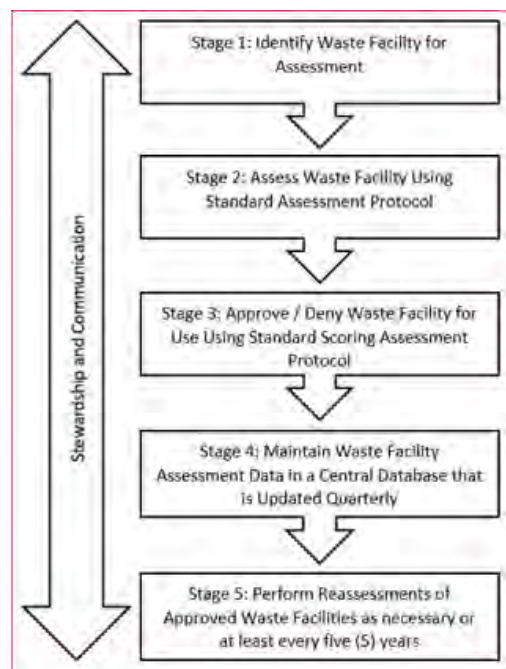 Stage 1: Identify Waste Facility for
Assessment
Stage 2: Assess Waste Facility Using
Standard Assessment Protocol
Stage 3: Approve / Deny Waste Facility for
Use Using Standard Scoring Assessment
Protocol
Stage 4: Maintain Waste Facility
Assessment Data in a Central Database that
is Updated Quarterly
Stage 5: Perform Reassessments of
Approved Waste Facilities as necessary or
at least every five (5) years
Stewardship and Communication